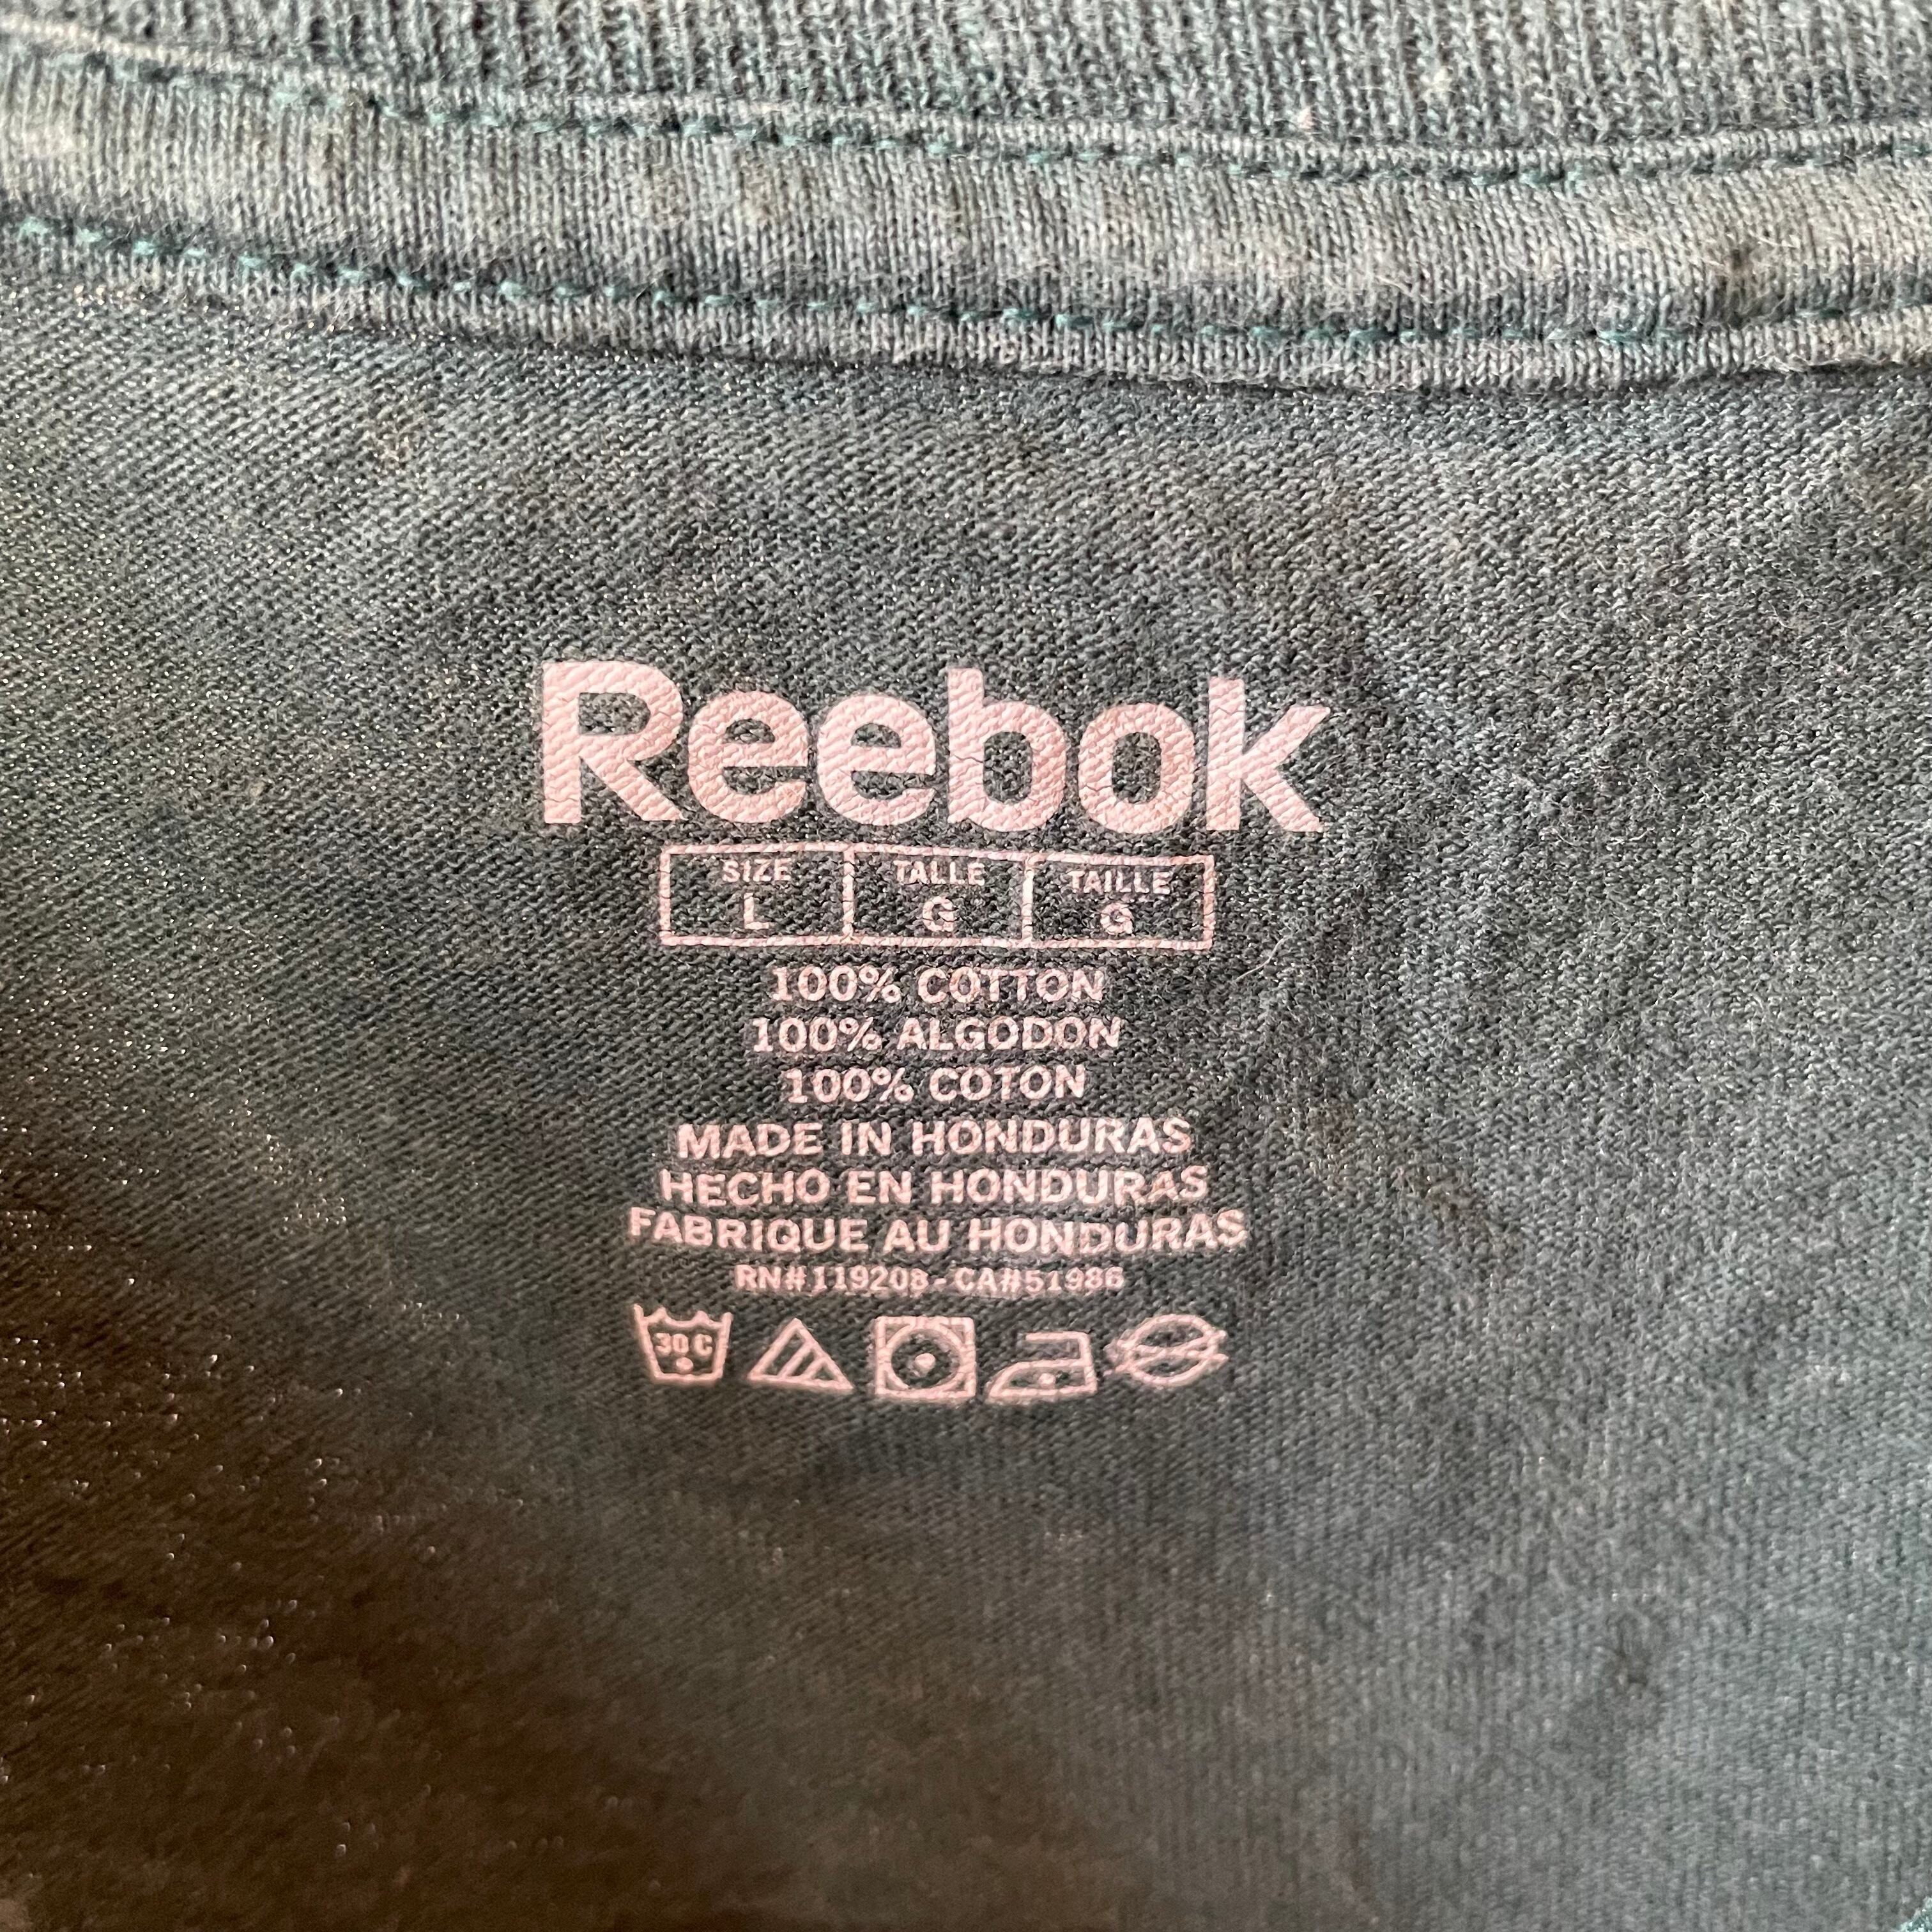 Reebok
SIZE TALLE TAILLE
L G G
100% COTTON
100% ALGODON
100% COTON
MADE IN HONDURAS
HECHO EN HONDURAS
FABRIQUE AU HONDURAS
RN#119208-CA#51986
30 C